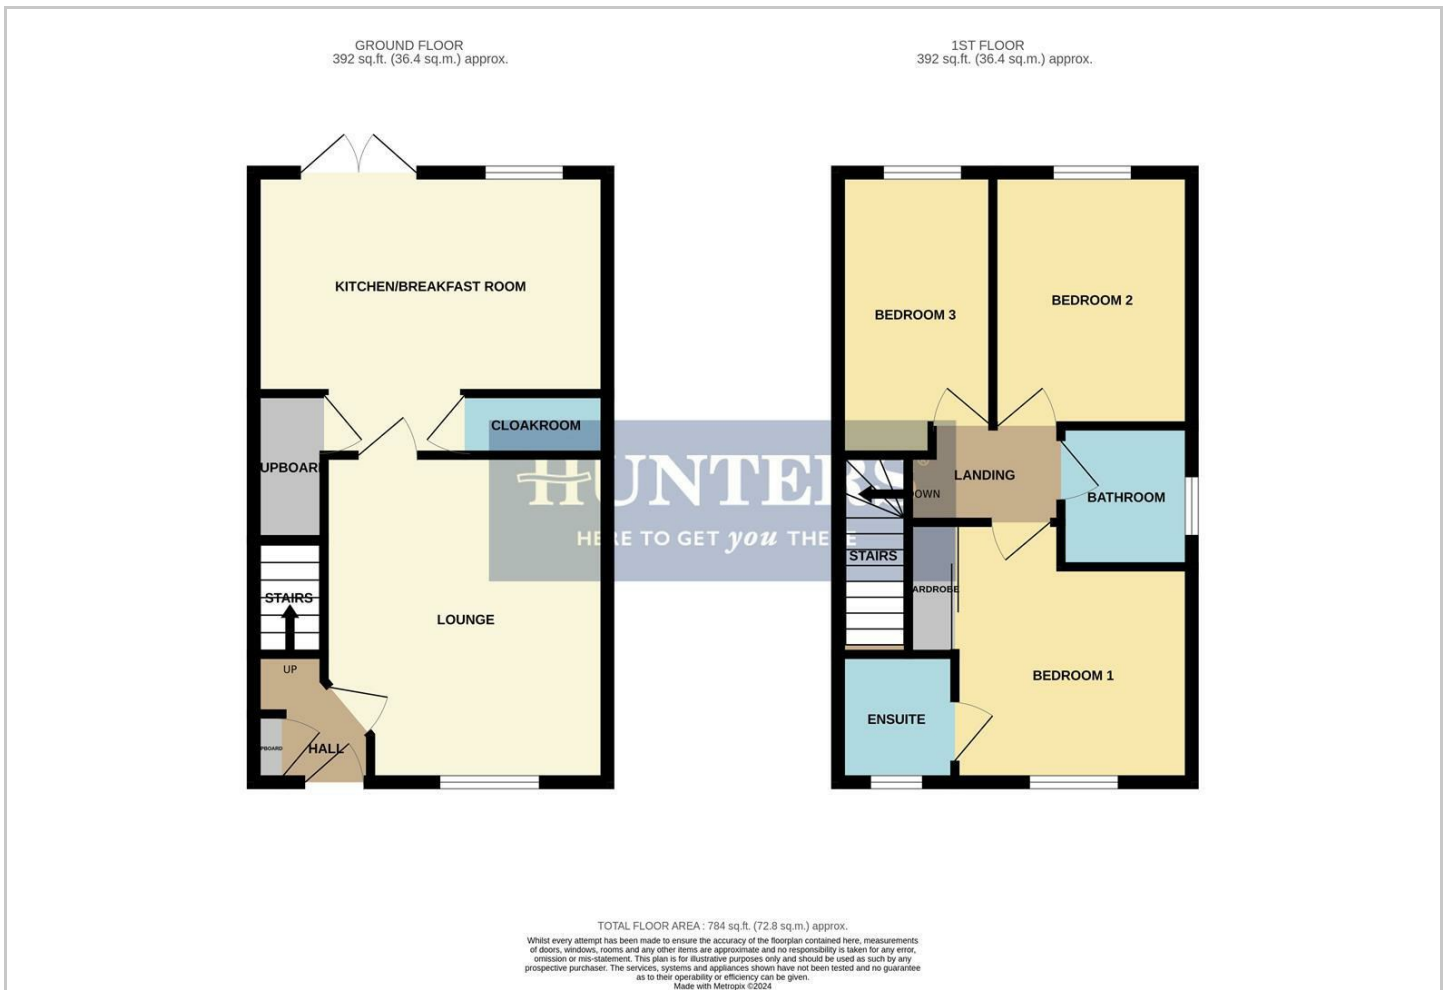 GROUND FLOOR
392 sq.ft. (36.4 sq.m.) approx.
1ST FLOOR
392 sq.ft. (36.4 sq.m.) approx.
KITCHEN/BREAKFAST ROOM
CLOAKROOM
UPBOARD
STAIRS
UP
LOUNGE
HALL
PBOARD
BEDROOM 3
BEDROOM 2
LANDING
DOWN
BATHROOM
STAIRS
ARDROBE
BEDROOM 1
ENSUITE
HUNTERS®
HERE TO GET you THERE
TOTAL FLOOR AREA : 784 sq.ft. (72.8 sq.m.) approx.
Whilst every attempt has been made to ensure the accuracy of the floorplan contained here, measurements
of doors, windows, rooms and any other items are approximate and no responsibility is taken for any error,
omission or mis-statement. This plan is for illustrative purposes only and should be used as such by any
prospective purchaser. The services, systems and appliances shown have not been tested and no guarantee
as to their operability or efficiency can be given.
Made with Metropix ©2024